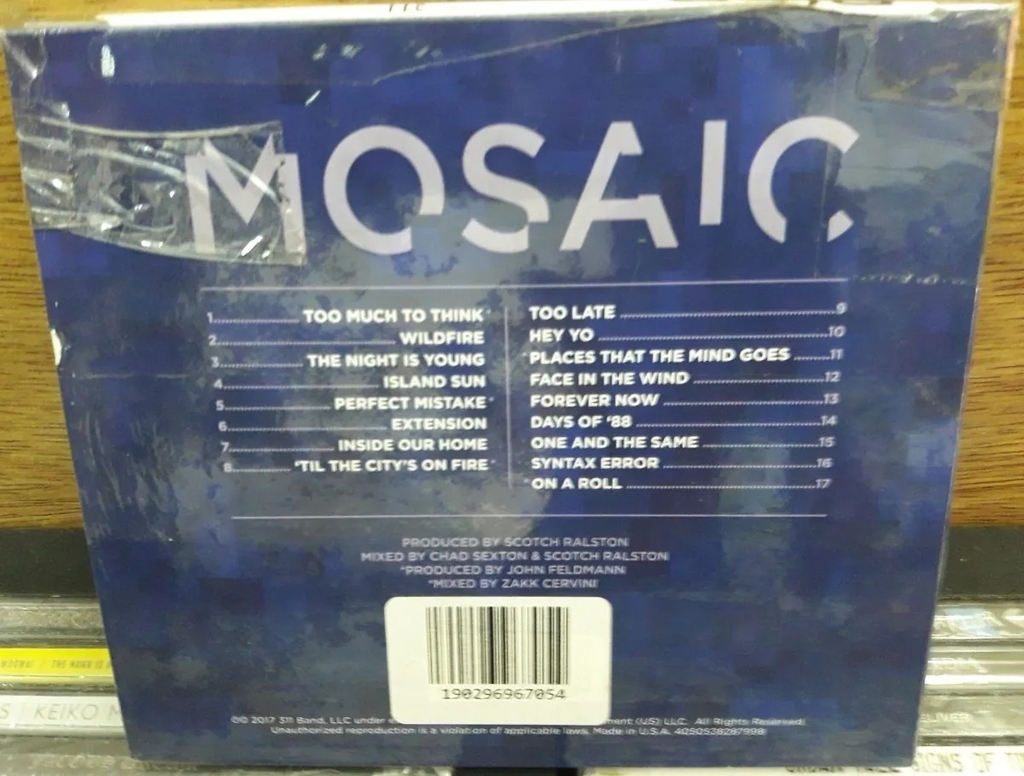 MOSAIC
1 TOO MUCH TO THINK*
2 WILDFIRE
3 THE NIGHT IS YOUNG
4 ISLAND SUN
5 PERFECT MISTAKE*
6 EXTENSION
7 INSIDE OUR HOME
8 'TIL THE CITY'S ON FIRE*
TOO LATE 9
HEY YO 10
*PLACES THAT THE MIND GOES 11
FACE IN THE WIND 12
FOREVER NOW 13
DAYS OF '88 14
ONE AND THE SAME 15
SYNTAX ERROR 16
*ON A ROLL 17
PRODUCED BY SCOTCH RALSTON
MIXED BY CHAD SEXTON & SCOTCH RALSTON
*PRODUCED BY JOHN FELDMANN
*MIXED BY ZAKK CERVINI
190296967054
2017 311 Band, LLC under (US) LLC. All Rights Reserved.
Unauthorized reproduction is a violation of applicable laws. Made in U.S.A. 4050538287998
KEIKO
SIGNS OF